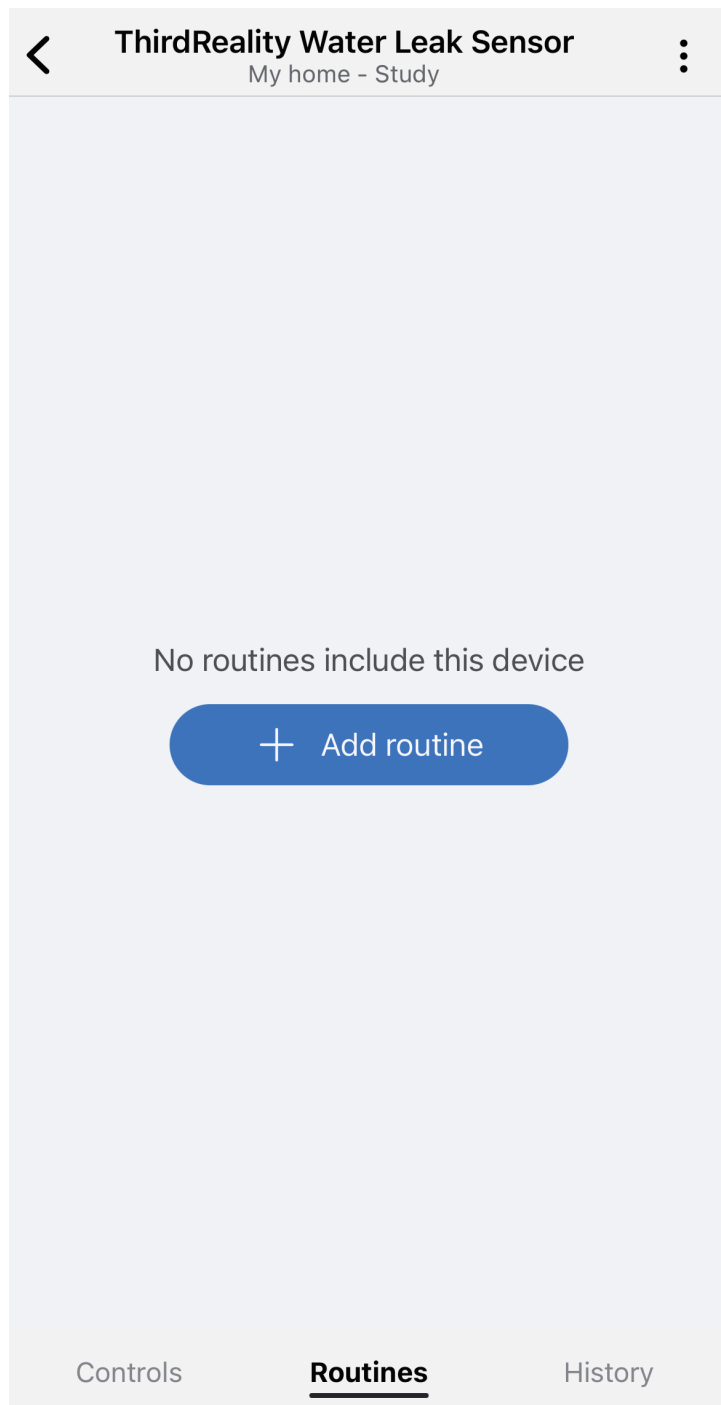 ThirdReality Water Leak Sensor
My home - Study
No routines include this device
Add routine
Controls
Routines
History